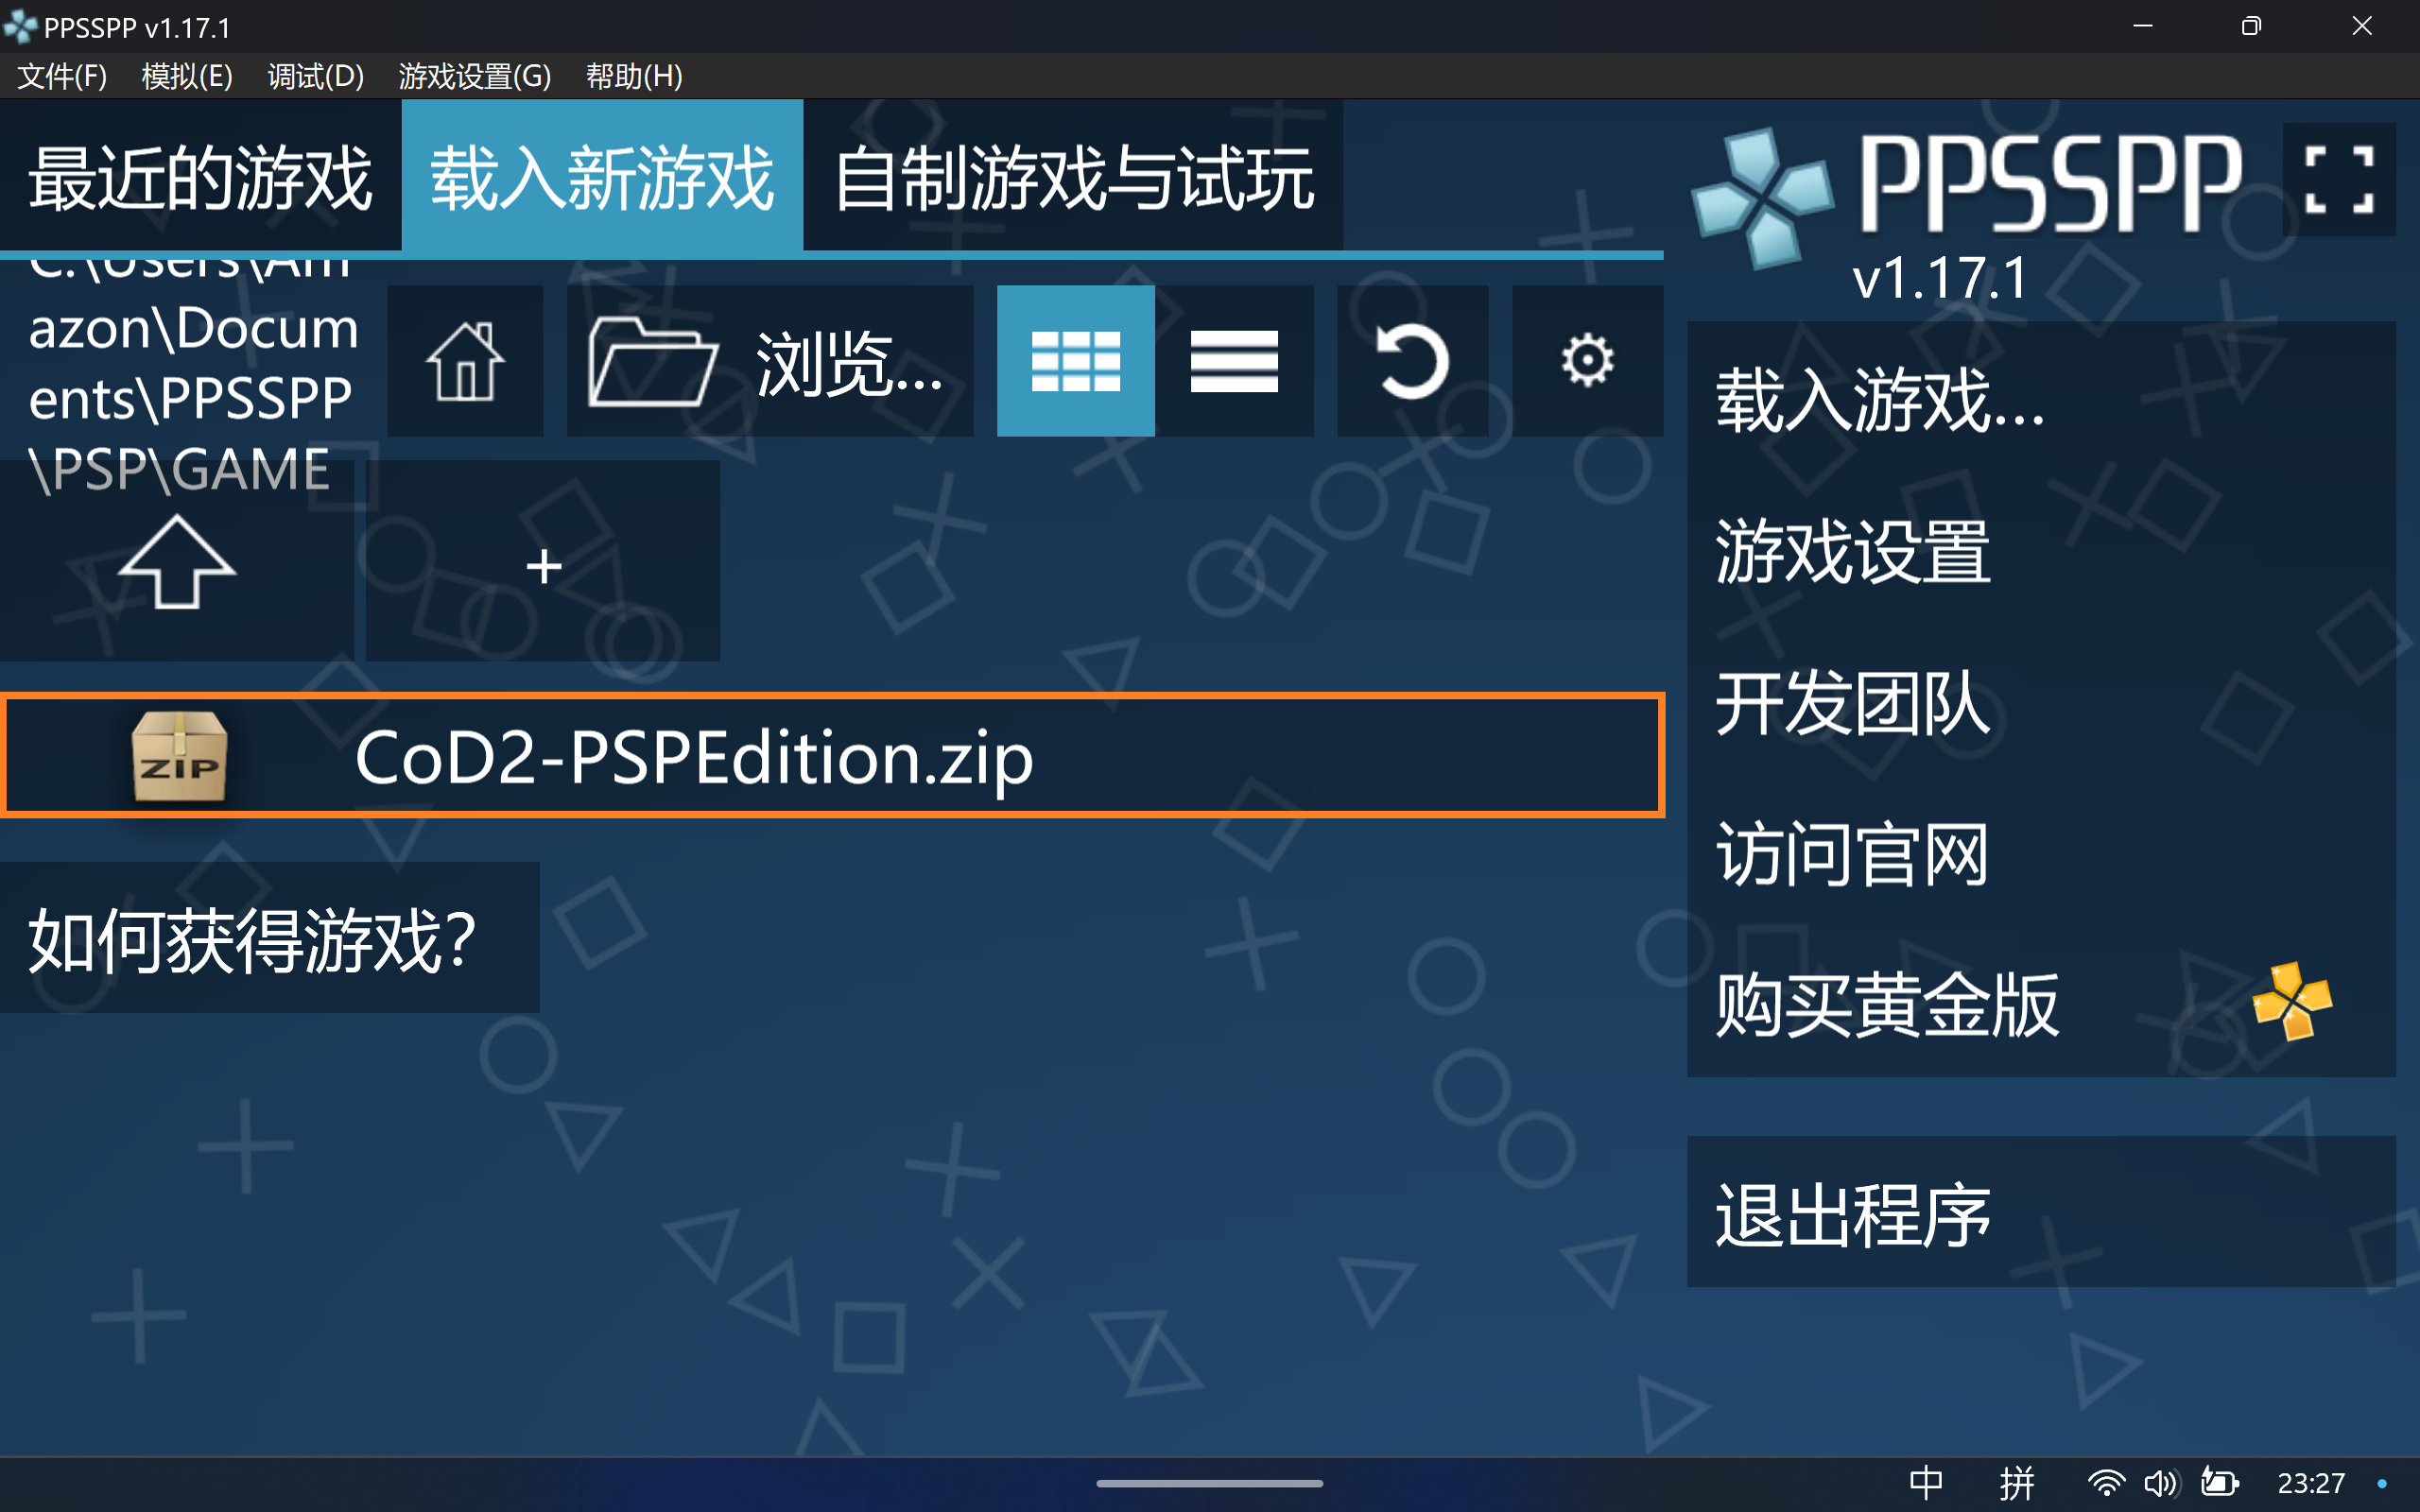 PPSSPP v1.17.1
文件(F) 模拟(E) 调试(D) 游戏设置(G) 帮助(H)
最近的游戏 载入新游戏 自制游戏与试玩
PPSSPP
v1.17.1
C:\Users\Am
azon\Docum
ents\PPSSPP
\PSP\GAME
浏览...
+
ZIP
CoD2-PSPEdition.zip
如何获得游戏？
载入游戏...
游戏设置
开发团队
访问官网
购买黄金版
退出程序
中 拼 23:27